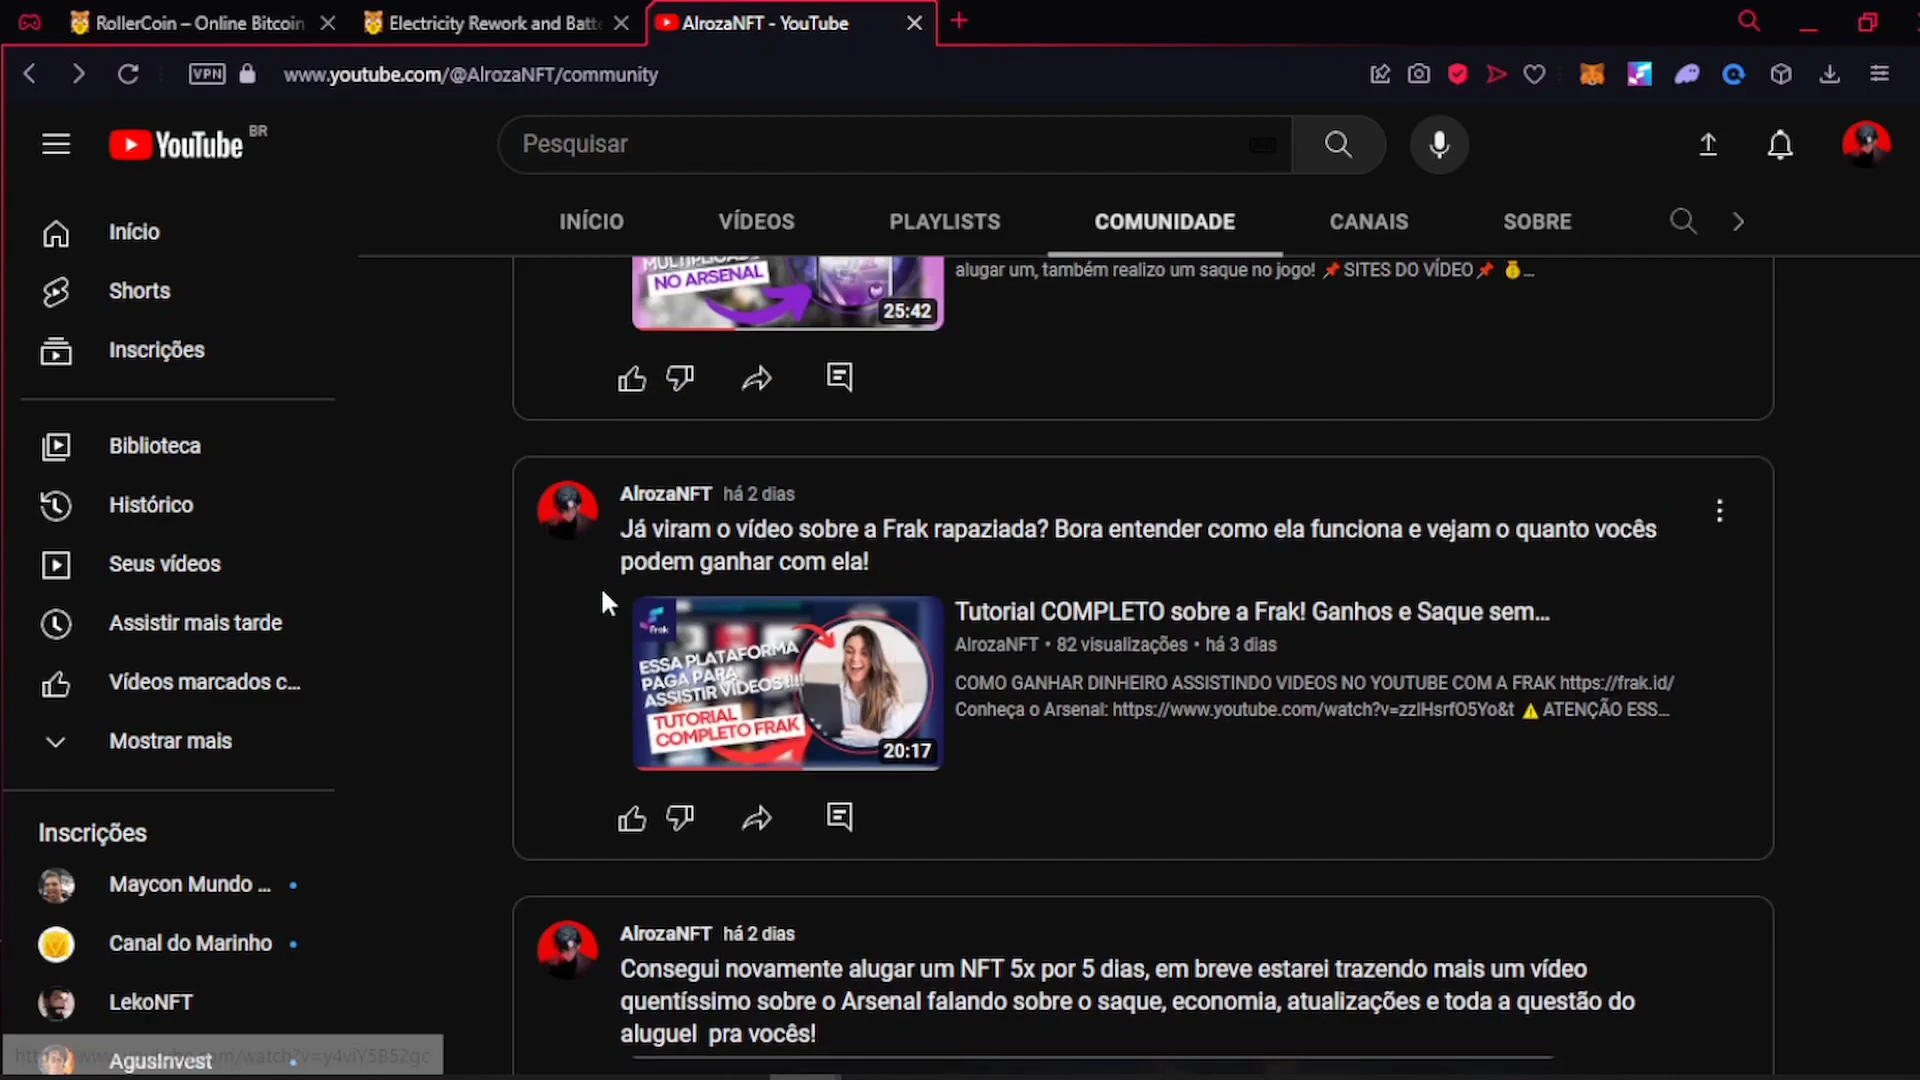 RollerCoin – Online Bitcoin
Electricity Rework and Batte
AlrozaNFT - YouTube
VPN
www.youtube.com/@AlrozaNFT/community
YouTube BR
Pesquisar
INÍCIO
VÍDEOS
PLAYLISTS
COMUNIDADE
CANAIS
SOBRE
Início
Shorts
Inscrições
Biblioteca
Histórico
Seus vídeos
Assistir mais tarde
Vídeos marcados c...
Mostrar mais
Inscrições
Maycon Mundo ...
Canal do Marinho
LekoNFT
AgusInvest
NO ARSENAL
25:42
alugar um, também realizo um saque no jogo! 📌 SITES DO VÍDEO 📌 💰...
AlrozaNFT há 2 dias
Já viram o vídeo sobre a Frak rapaziada? Bora entender como ela funciona e vejam o quanto vocês
podem ganhar com ela!
Frak
ESSA PLATAFORMA
PAGA PARA
ASSISTIR VÍDEOS!!!!
TUTORIAL
COMPLETO FRAK
20:17
Tutorial COMPLETO sobre a Frak! Ganhos e Saque sem...
AlrozaNFT • 82 visualizações • há 3 dias
COMO GANHAR DINHEIRO ASSISTINDO VIDEOS NO YOUTUBE COM A FRAK https://frak.id/
Conheça o Arsenal: https://www.youtube.com/watch?v=zzlHsrfO5Yo&t ⚠ ATENÇÃO ESS...
AlrozaNFT há 2 dias
Consegui novamente alugar um NFT 5x por 5 dias, em breve estarei trazendo mais um vídeo
quentíssimo sobre o Arsenal falando sobre o saque, economia, atualizações e toda a questão do
aluguel pra vocês!